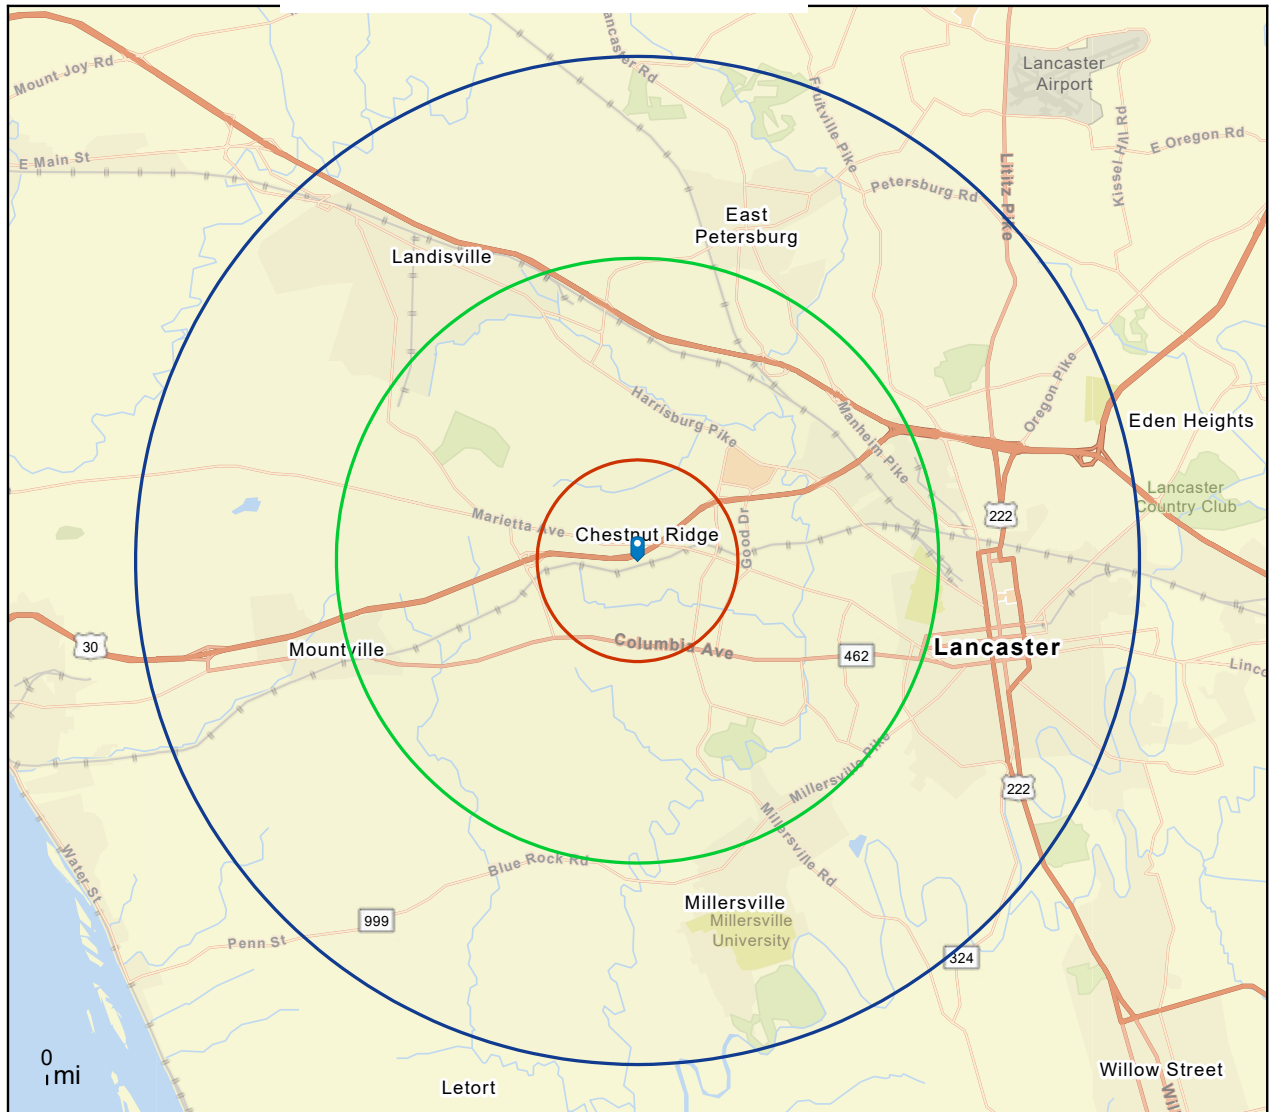 ancaster Rd
Mount Joy Rd
Lancaster
Airport
Fruitville Pike
Kissel Hill Rd
E Oregon Rd
E Main St
Lititz Pike
Petersburg Rd
East
Petersburg
Landisville
Oregon Pike
Harrisburg Pike
Manheim Pike
Eden Heights
Lancaster
Country Club
222
Marietta Ave
Good Dr
Chestnut Ridge
30
Mountville
Columbia Ave
462
Lancaster
Linco
Millersville Pike
222
Millersville Rd
Water St
Blue Rock Rd
Millersville
Millersville
University
999
Penn St
324
0
mi
Letort
Willow Street
Wil